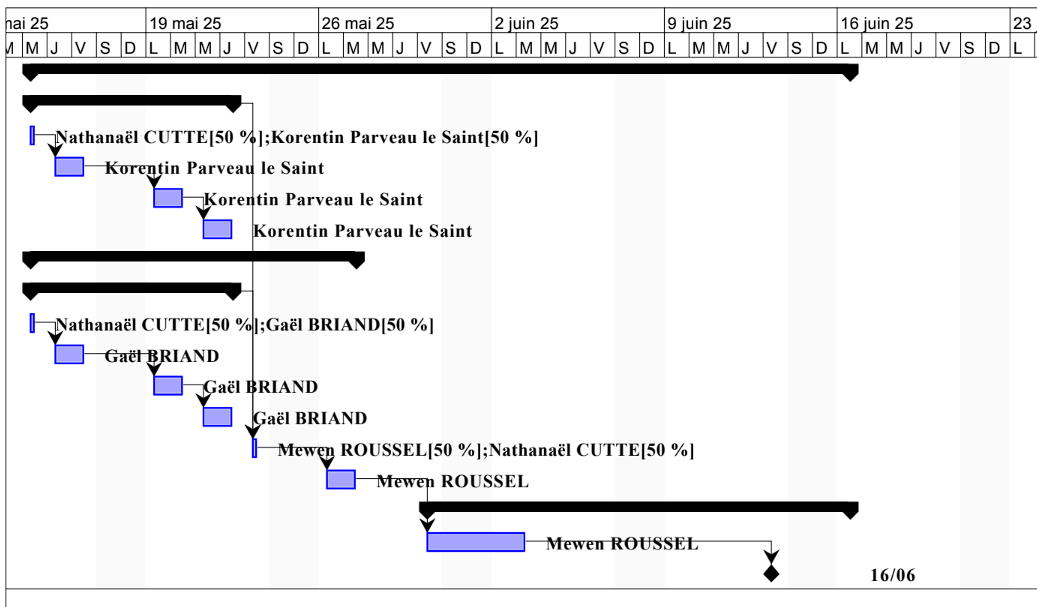 mai 25 19 mai 25 26 mai 25 2 juin 25 9 juin 25 16 juin 25 23
M M J V S D L M M J V S D L M M J V S D L M M J V S D L M M J V S D L M M J V S D L
Nathanaël CUTTE[50 %];Korentin Parveau le Saint[50 %]
Korentin Parveau le Saint
Korentin Parveau le Saint
Korentin Parveau le Saint
Nathanaël CUTTE[50 %];Gaël BRIAND[50 %]
Gaël BRIAND
Gaël BRIAND
Gaël BRIAND
Mewen ROUSSEL[50 %];Nathanaël CUTTE[50 %]
Mewen ROUSSEL
Mewen ROUSSEL
16/06